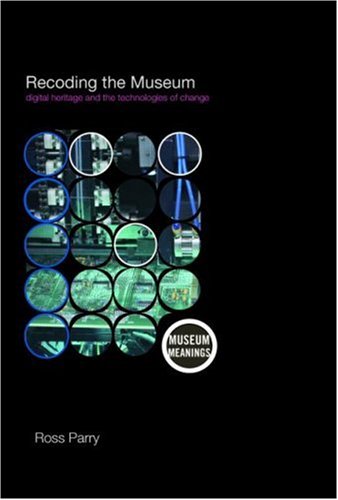 Recoding the Museum
digital heritage and the technologies of change
MUSEUM
MEANINGS
Ross Parry